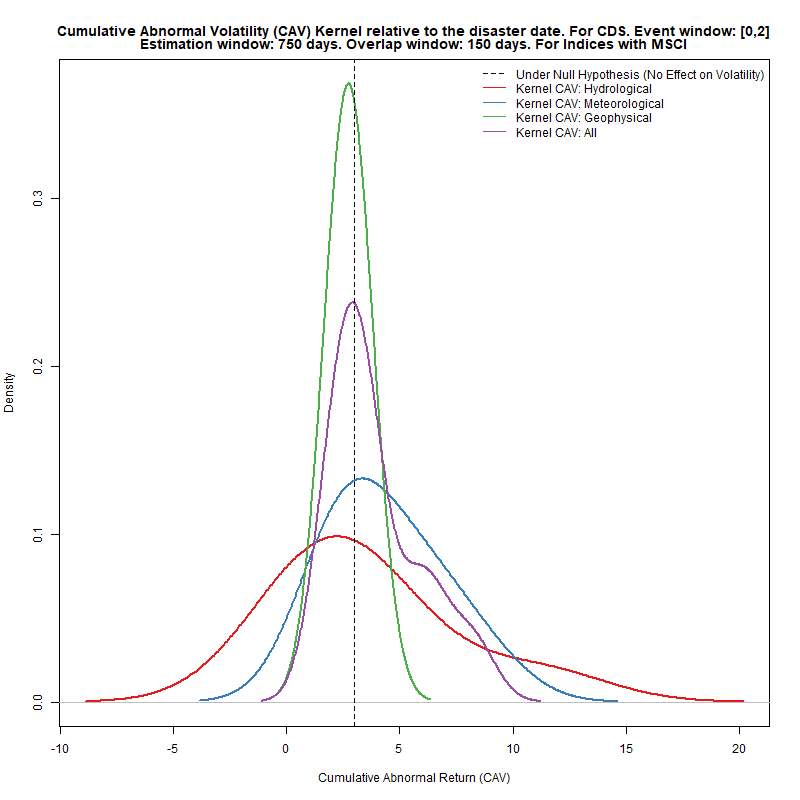 Cumulative Abnormal Volatility (CAV) Kernel relative to the disaster date. For CDS. Event window: [0,2]
Estimation window: 750 days. Overlap window: 150 days. For Indices with MSCI
Under Null Hypothesis (No Effect on Volatility)
Kernel CAV: Hydrological
Kernel CAV: Meteorological
Kernel CAV: Geophysical
Kernel CAV: All
0.3
0.2
0.1
0.0
Density
-10 -5 0 5 10 15 20
Cumulative Abnormal Return (CAV)